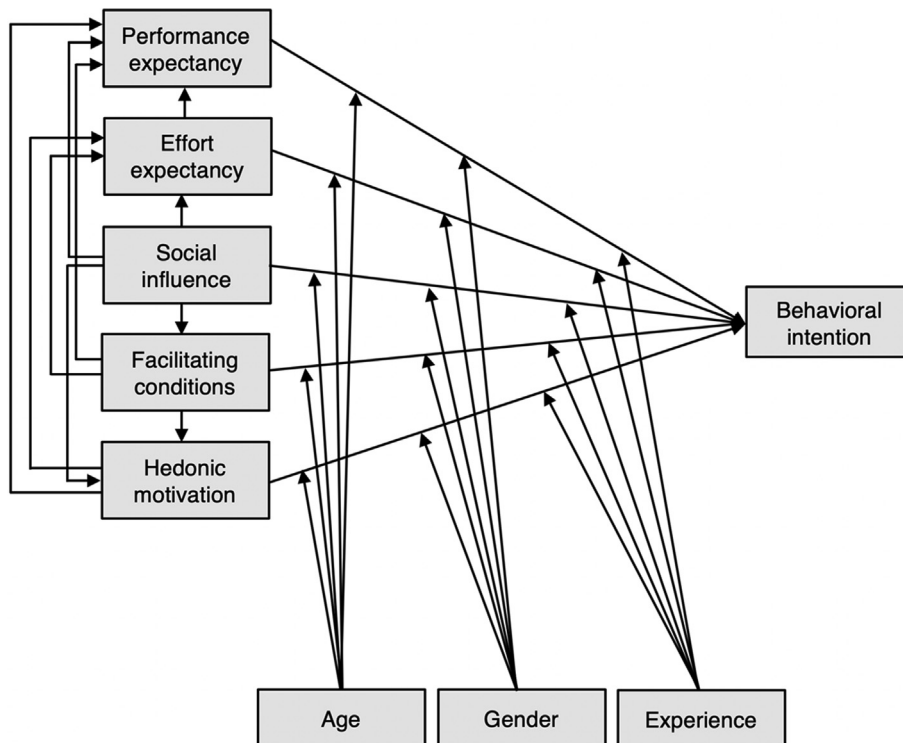 Performance
expectancy
Effort
expectancy
Social
influence
Facilitating
conditions
Hedonic
motivation
Behavioral
intention
Age
Gender
Experience